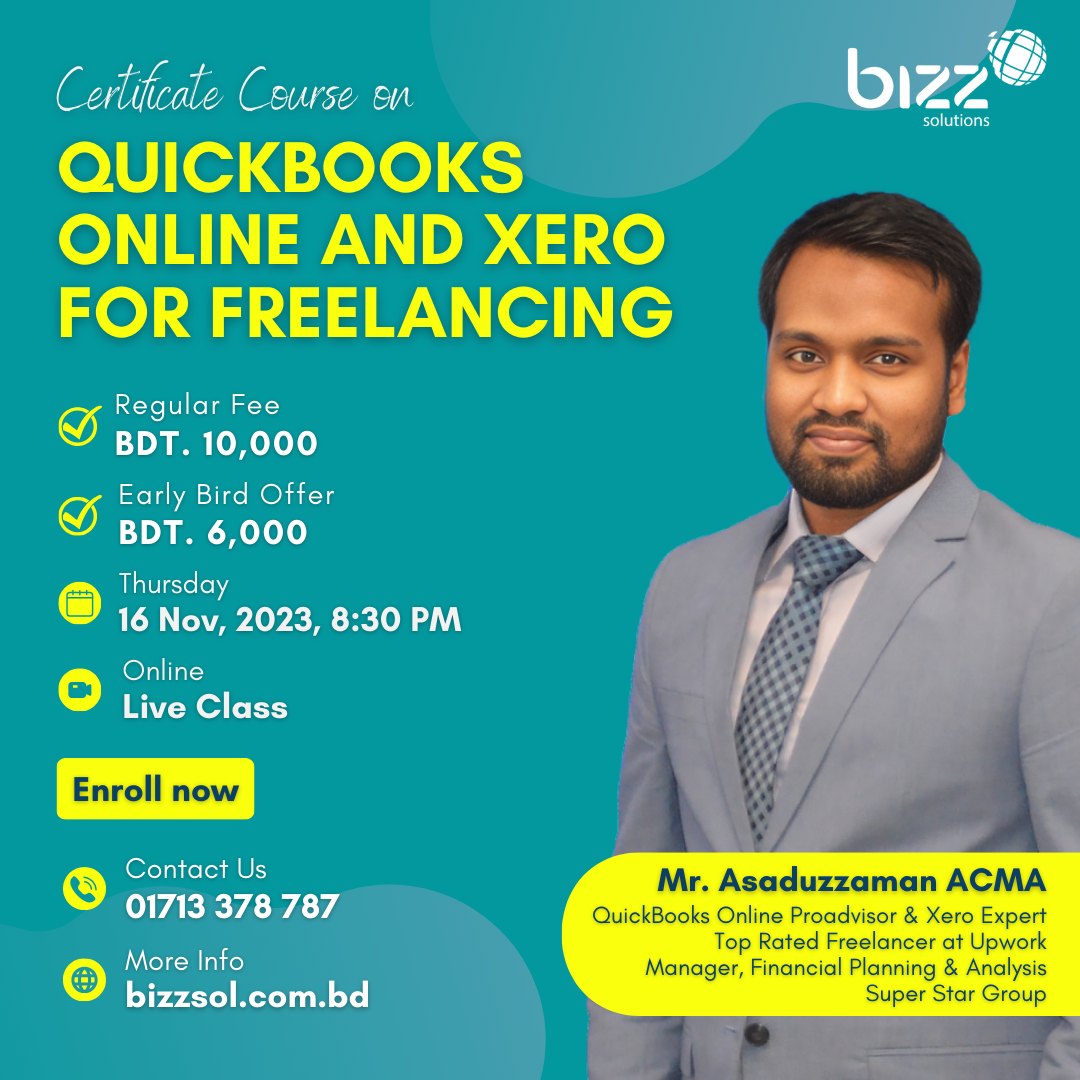 Certificate Course on
bizz
solutions
QUICKBOOKS
ONLINE AND XERO
FOR FREELANCING
Regular Fee
BDT. 10,000
Early Bird Offer
BDT. 6,000
Thursday
16 Nov, 2023, 8:30 PM
Online
Live Class
Enroll now
Contact Us
01713 378 787
More Info
bizzsol.com.bd
Mr. Asaduzzaman ACMA
QuickBooks Online Proadvisor & Xero Expert
Top Rated Freelancer at Upwork
Manager, Financial Planning & Analysis
Super Star Group